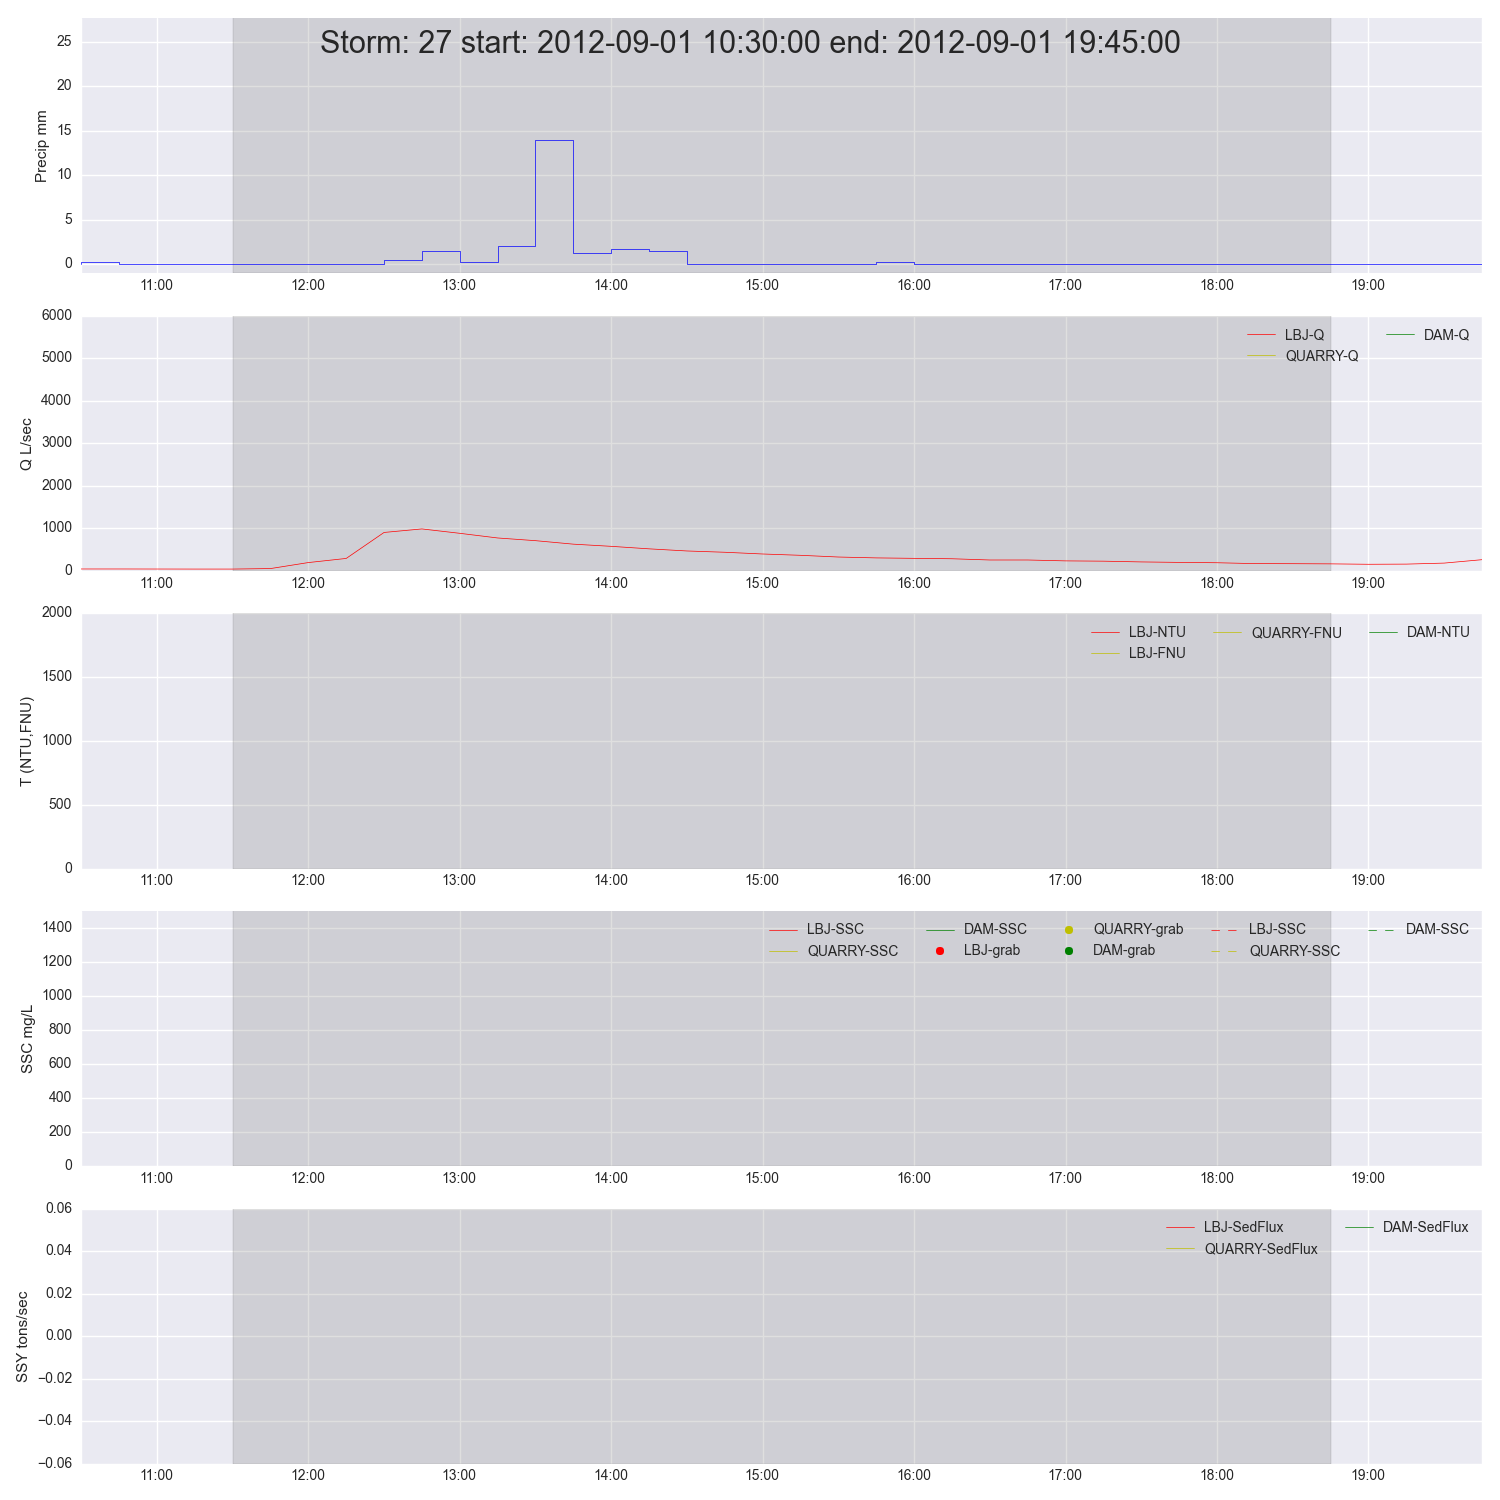 Storm: 27 start: 2012-09-01 10:30:00 end: 2012-09-01 19:45:00
Precip mm
25
20
15
10
5
0
11:00 12:00 13:00 14:00 15:00 16:00 17:00 18:00 19:00
Q L/sec
6000
5000
4000
3000
2000
1000
0
LBJ-Q DAM-Q
QUARRY-Q
11:00 12:00 13:00 14:00 15:00 16:00 17:00 18:00 19:00
T (NTU,FNU)
2000
1500
1000
500
0
LBJ-NTU QUARRY-FNU DAM-NTU
LBJ-FNU
11:00 12:00 13:00 14:00 15:00 16:00 17:00 18:00 19:00
SSC mg/L
1400
1200
1000
800
600
400
200
0
LBJ-SSC DAM-SSC QUARRY-grab LBJ-SSC DAM-SSC
QUARRY-SSC LBJ-grab DAM-grab QUARRY-SSC
11:00 12:00 13:00 14:00 15:00 16:00 17:00 18:00 19:00
SSY tons/sec
0.06
0.04
0.02
0.00
−0.02
−0.04
−0.06
LBJ-SedFlux DAM-SedFlux
QUARRY-SedFlux
11:00 12:00 13:00 14:00 15:00 16:00 17:00 18:00 19:00